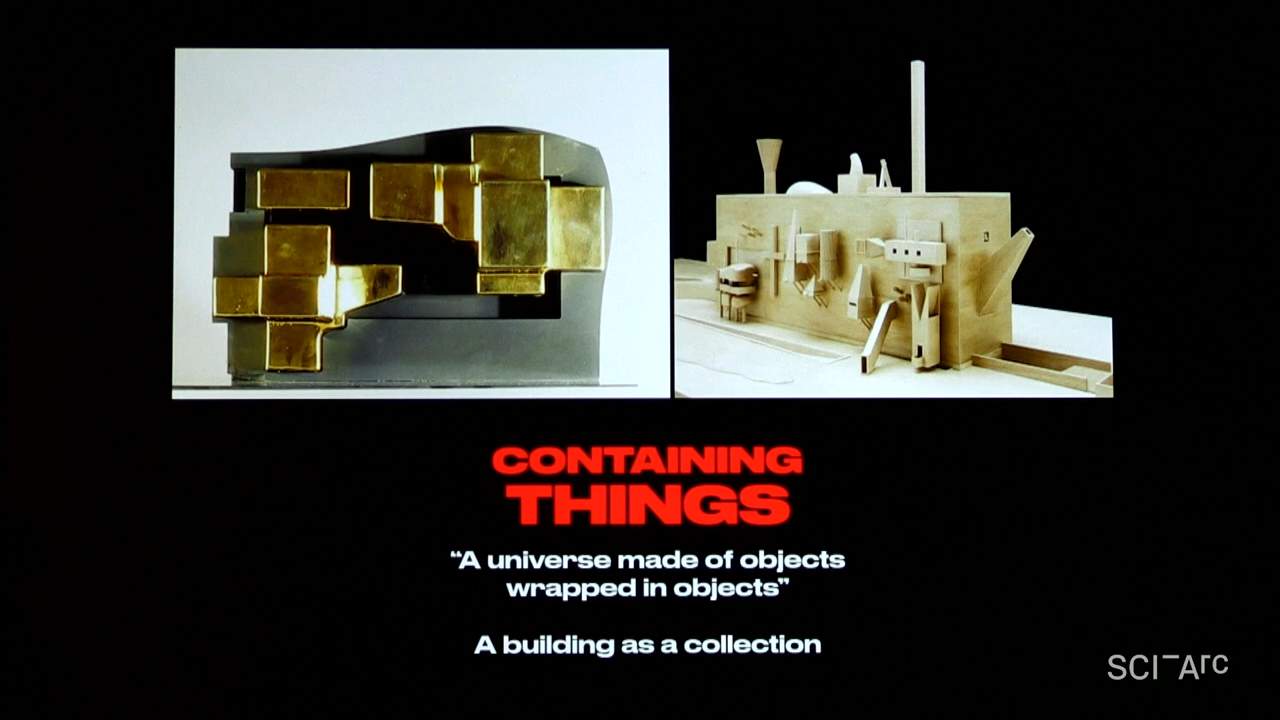 CONTAINING
THINGS
“A universe made of objects
wrapped in objects”
A building as a collection
SCI-Arc